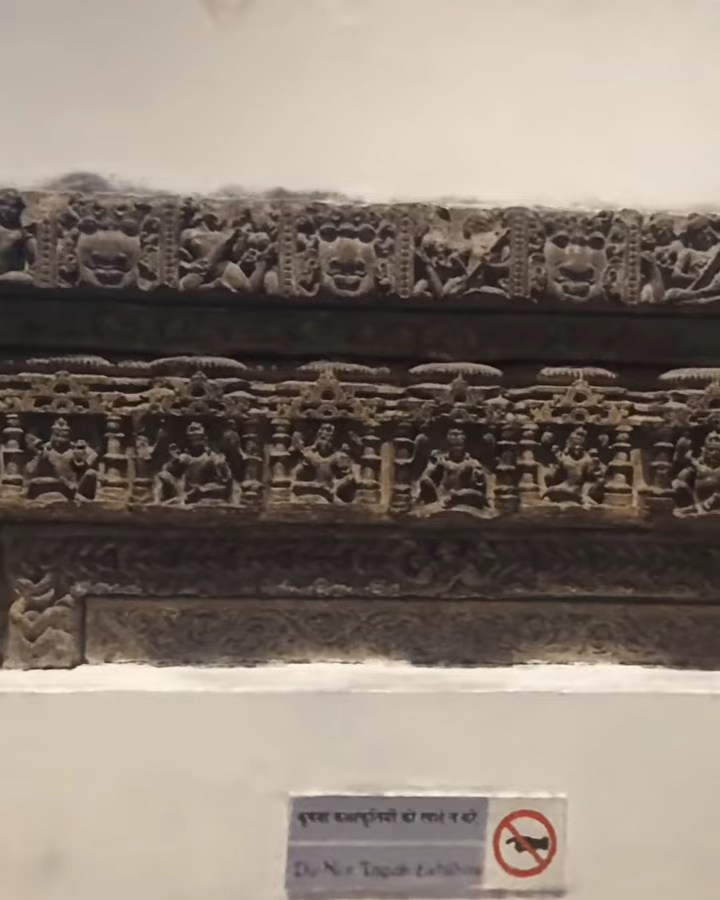 कृपया कलाकृतियों को स्पर्श न करें
Do Not Touch Exhibits